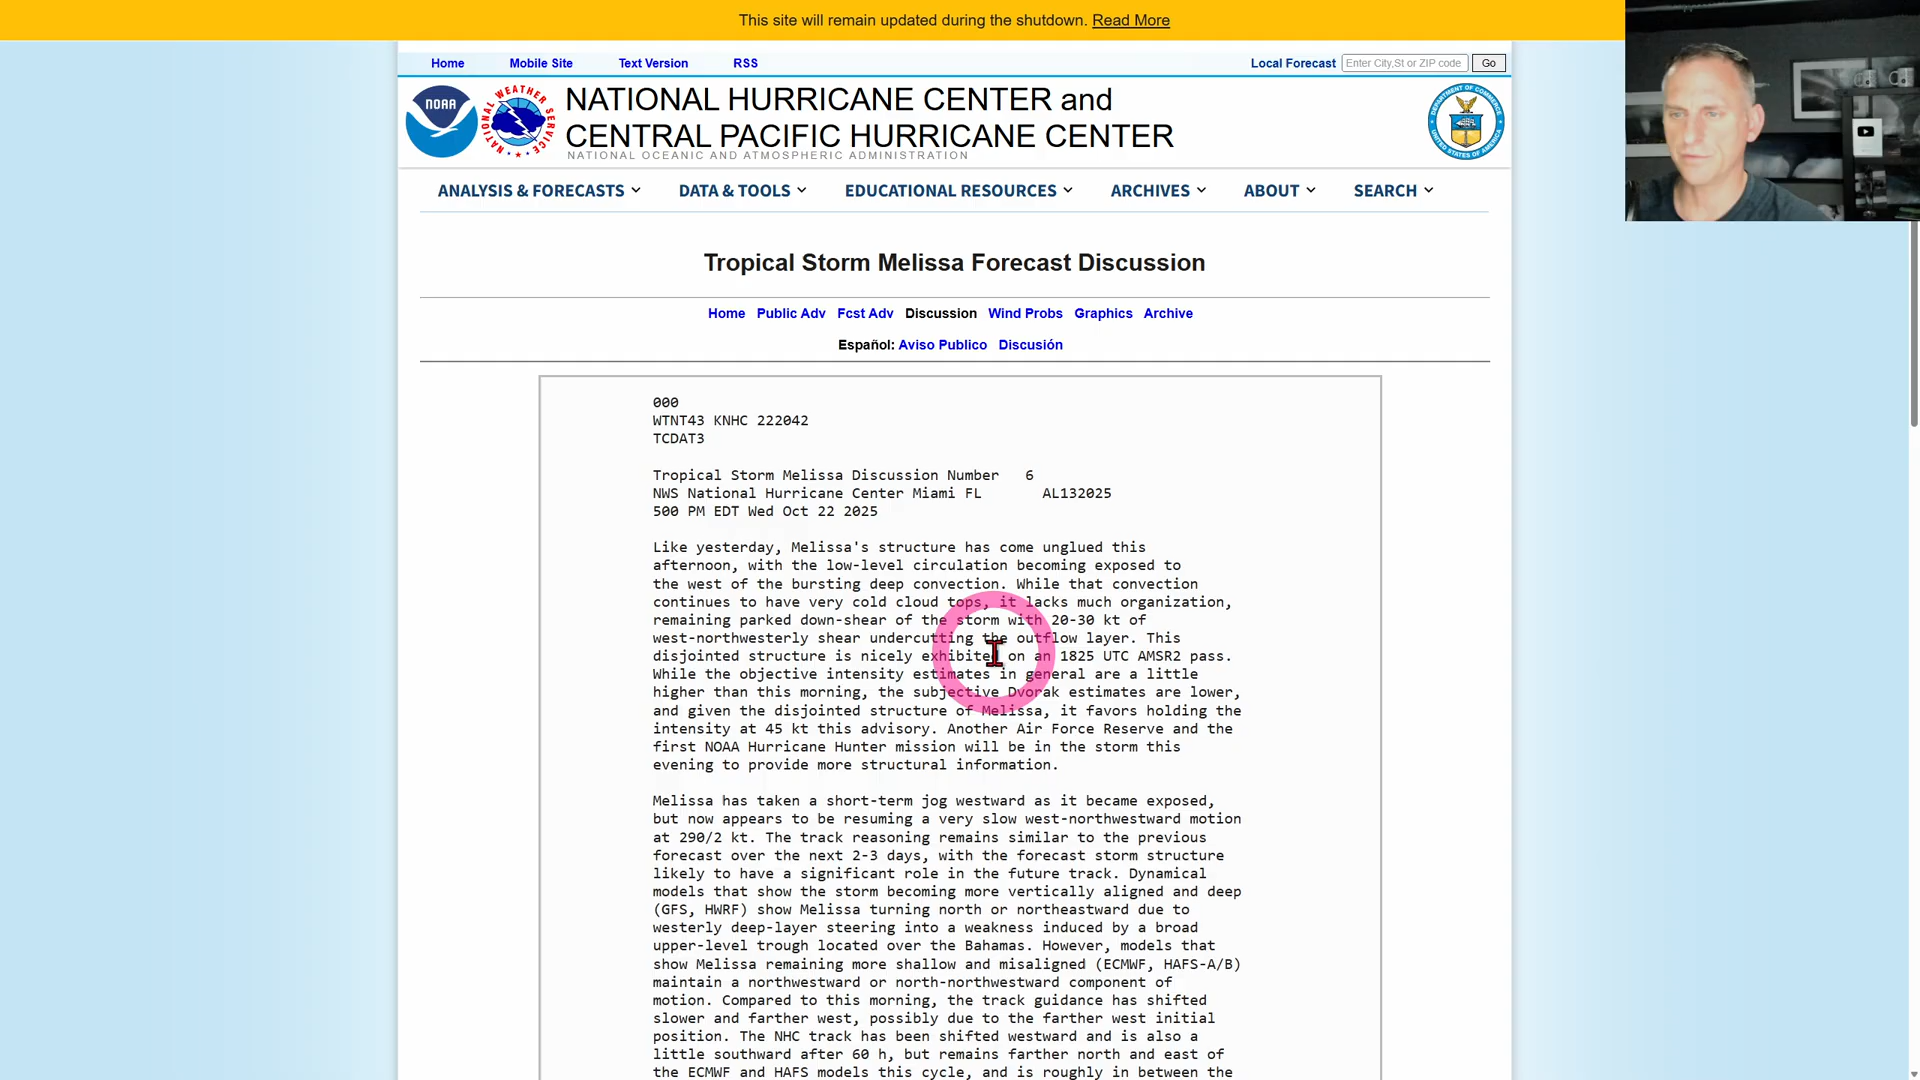 This site will remain updated during the shutdown. Read More
Home Mobile Site Text Version RSS Local Forecast Enter City,St or ZIP code Go
NOAA
NATIONAL WEATHER SERVICE
NATIONAL HURRICANE CENTER and
CENTRAL PACIFIC HURRICANE CENTER
NATIONAL OCEANIC AND ATMOSPHERIC ADMINISTRATION
DEPARTMENT OF COMMERCE
UNITED STATES OF AMERICA
ANALYSIS & FORECASTS DATA & TOOLS EDUCATIONAL RESOURCES ARCHIVES ABOUT SEARCH
Tropical Storm Melissa Forecast Discussion
Home Public Adv Fcst Adv Discussion Wind Probs Graphics Archive
Español: Aviso Publico Discusión
000
WTNT43 KNHC 222042
TCDAT3
Tropical Storm Melissa Discussion Number 6
NWS National Hurricane Center Miami FL AL132025
500 PM EDT Wed Oct 22 2025
Like yesterday, Melissa's structure has come unglued this
afternoon, with the low-level circulation becoming exposed to
the west of the bursting deep convection. While that convection
continues to have very cold cloud tops, it lacks much organization,
remaining parked down-shear of the storm with 20-30 kt of
west-northwesterly shear undercutting the outflow layer. This
disjointed structure is nicely exhibited on an 1825 UTC AMSR2 pass.
While the objective intensity estimates in general are a little
higher than this morning, the subjective Dvorak estimates are lower,
and given the disjointed structure of Melissa, it favors holding the
intensity at 45 kt this advisory. Another Air Force Reserve and the
first NOAA Hurricane Hunter mission will be in the storm this
evening to provide more structural information.
Melissa has taken a short-term jog westward as it became exposed,
but now appears to be resuming a very slow west-northwestward motion
at 290/2 kt. The track reasoning remains similar to the previous
forecast over the next 2-3 days, with the forecast storm structure
likely to have a significant role in the future track. Dynamical
models that show the storm becoming more vertically aligned and deep
(GFS, HWRF) show Melissa turning north or northeastward due to
westerly deep-layer steering into a weakness induced by a broad
upper-level trough located over the Bahamas. However, models that
show Melissa remaining more shallow and misaligned (ECMWF, HAFS-A/B)
maintain a northwestward or north-northwestward component of
motion. Compared to this morning, the track guidance has shifted
slower and farther west, possibly due to the farther west initial
position. The NHC track has been shifted westward and is also a
little southward after 60 h, but remains farther north and east of
the ECMWF and HAFS models this cycle, and is roughly in between the